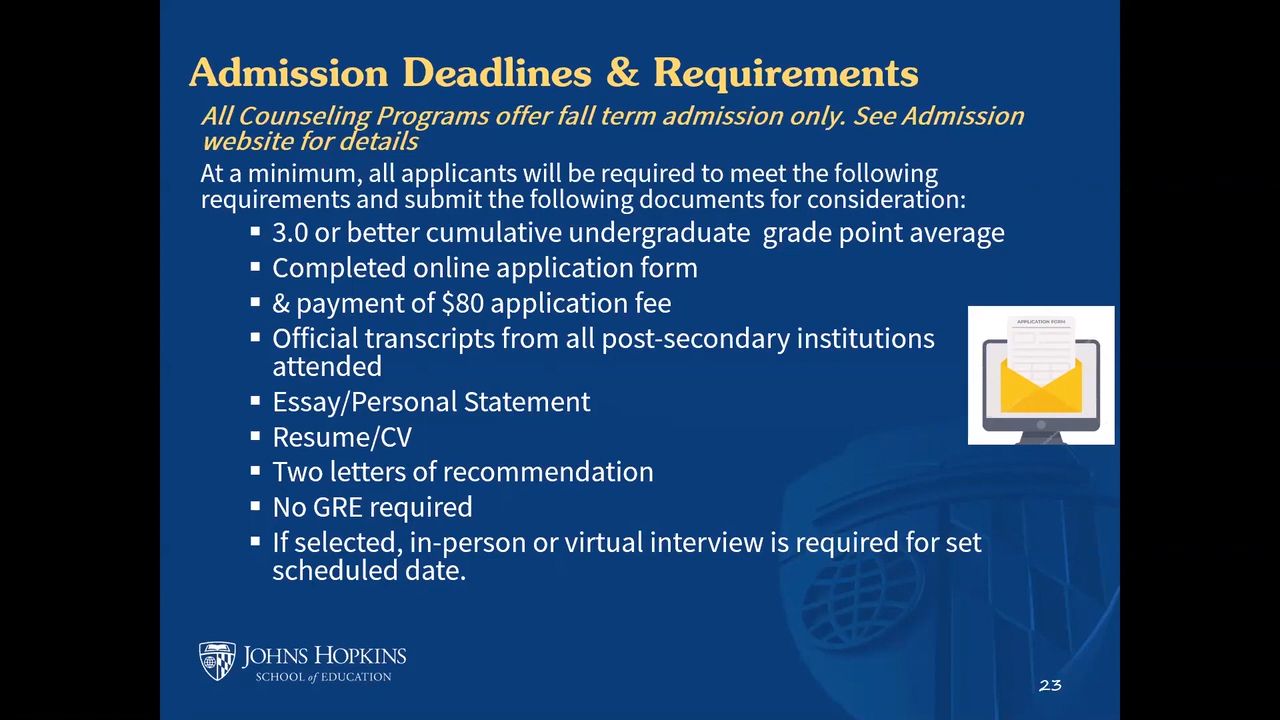 Admission Deadlines & Requirements
All Counseling Programs offer fall term admission only. See Admission
website for details
At a minimum, all applicants will be required to meet the following
requirements and submit the following documents for consideration:
▪ 3.0 or better cumulative undergraduate  grade point average
▪ Completed online application form
▪ & payment of $80 application fee
▪ Official transcripts from all post-secondary institutions
attended
▪ Essay/Personal Statement
▪ Resume/CV
▪ Two letters of recommendation
▪ No GRE required
▪ If selected, in-person or virtual interview is required for set
scheduled date.
APPLICATION FORM
JOHNS HOPKINS
SCHOOL of EDUCATION
23